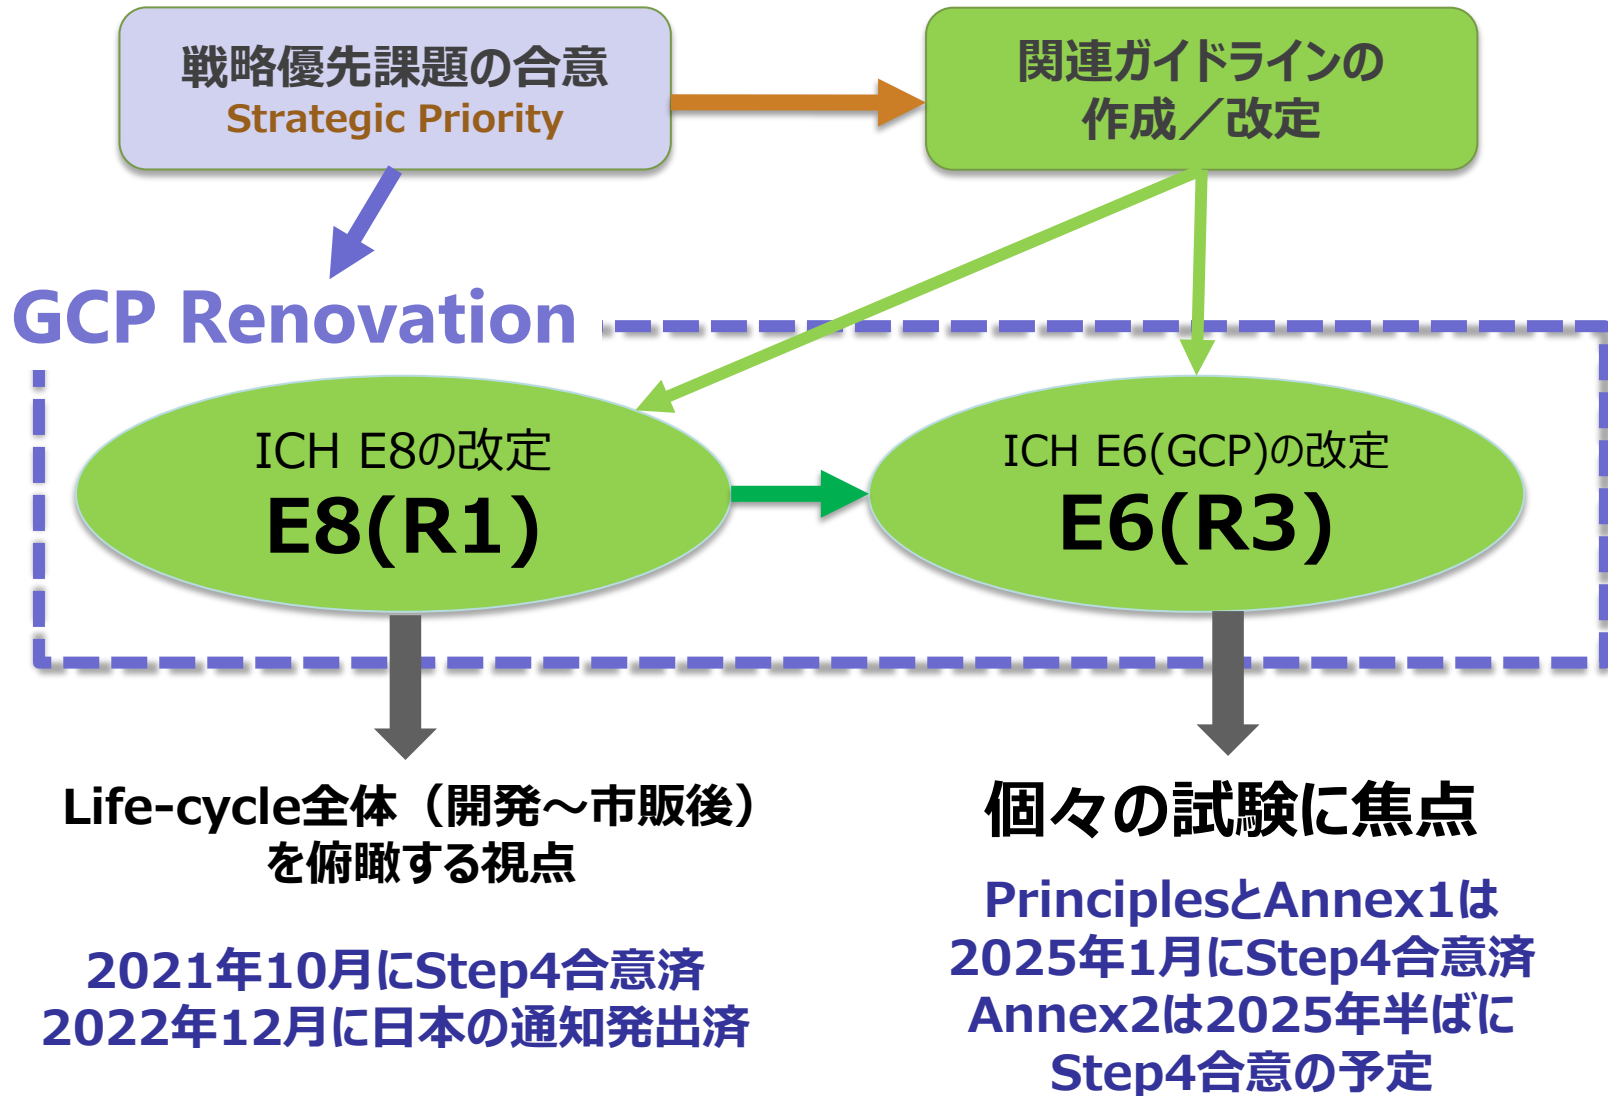 戦略優先課題の合意
Strategic Priority
関連ガイドラインの
作成／改定
GCP Renovation
ICH E8の改定
E8(R1)
ICH E6(GCP)の改定
E6(R3)
Life-cycle全体（開発～市販後）
を俯瞰する視点
2021年10月にStep4合意済
2022年12月に日本の通知発出済
個々の試験に焦点
PrinciplesとAnnex1は
2025年1月にStep4合意済
Annex2は2025年半ばに
Step4合意の予定